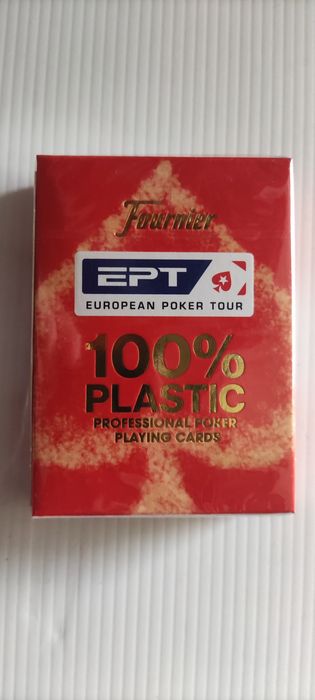 Fournier
EPT
EUROPEAN POKER TOUR
100%
PLASTIC
PROFESSIONAL POKER
PLAYING CARDS